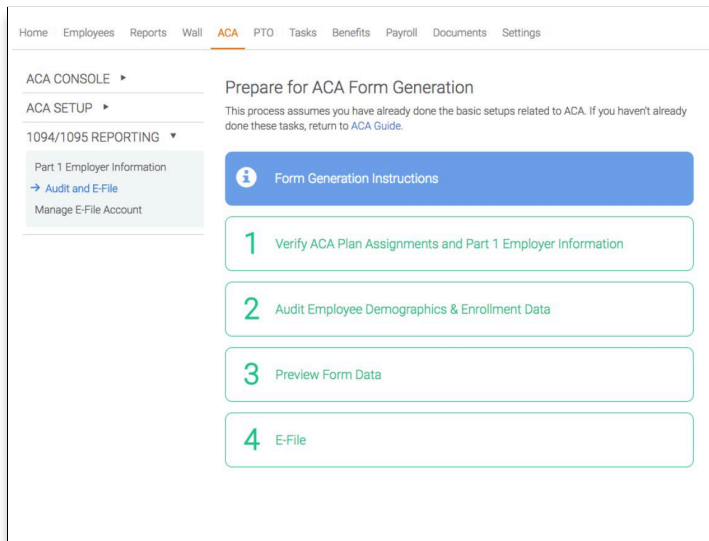 Home Employees Reports Wall ACA PTO Tasks Benefits Payroll Documents Settings
ACA CONSOLE
ACA SETUP
1094/1095 REPORTING
Part 1 Employer Information
Audit and E-File
Manage E-File Account
Prepare for ACA Form Generation
This process assumes you have already done the basic setups related to ACA. If you haven't already
done these tasks, return to ACA Guide.
Form Generation Instructions
1 Verify ACA Plan Assignments and Part 1 Employer Information
2 Audit Employee Demographics & Enrollment Data
3 Preview Form Data
4 E-File